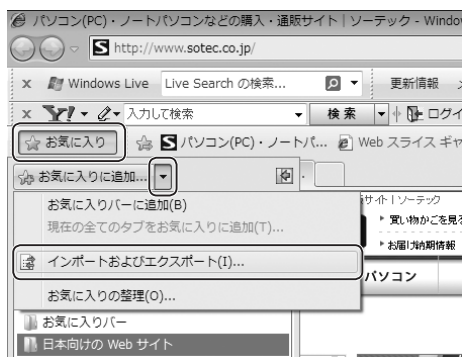 パソコン(PC)・ノートパソコンなどの購入・通販サイト | ソーテック - Windo
http://www.sotec.co.jp/
x Windows Live Live Search の検索... 更新情報
x Y! 入力して検索 検索 ログイ
お気に入り S パソコン(PC)・ノートパ... Web スライス ギャ
お気に入りに追加...
サイト | ソーテック
お気に入りバーに追加(B)
買い物かごを見る
現在の全てのタブをお気に入りに追加(T)...
お届け納期情報
インポートおよびエクスポート(I)...
パソコン
お気に入りの整理(O)...
お気に入りバー
日本向けの Web サイト